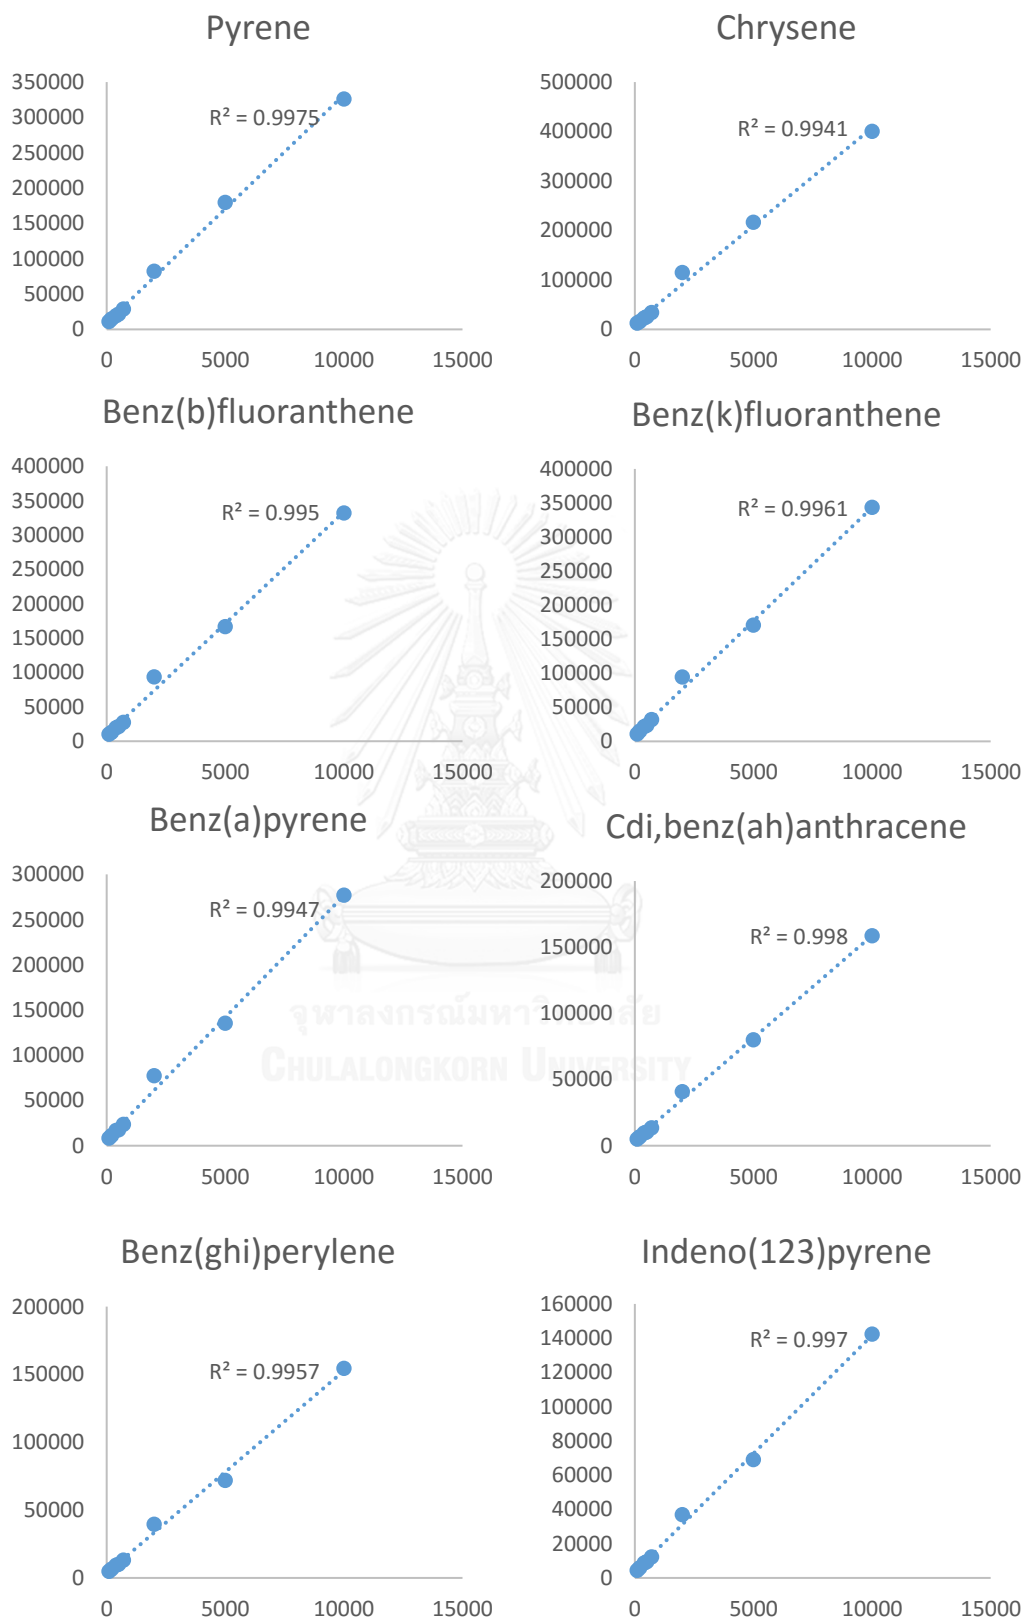 Pyrene
350000
300000
250000
200000
150000
100000
50000
0
R² = 0.9975
0 5000 10000 15000
Chrysene
500000
400000
300000
200000
100000
0
R² = 0.9941
0 5000 10000 15000
Benz(b)fluoranthene
400000
350000
300000
250000
200000
150000
100000
50000
0
R² = 0.995
0 5000 10000 15000
Benz(k)fluoranthene
400000
350000
300000
250000
200000
150000
100000
50000
0
R² = 0.9961
0 5000 10000 15000
Benz(a)pyrene
300000
250000
200000
150000
100000
50000
0
R² = 0.9947
0 5000 10000 15000
Cdi,benz(ah)anthracene
200000
150000
100000
50000
0
R² = 0.998
0 5000 10000 15000
จุฬาลงกรณ์มหาวิทยาลัย
CHULALONGKORN UNIVERSITY
Benz(ghi)perylene
200000
150000
100000
50000
0
R² = 0.9957
0 5000 10000 15000
Indeno(123)pyrene
160000
140000
120000
100000
80000
60000
40000
20000
0
R² = 0.997
0 5000 10000 15000